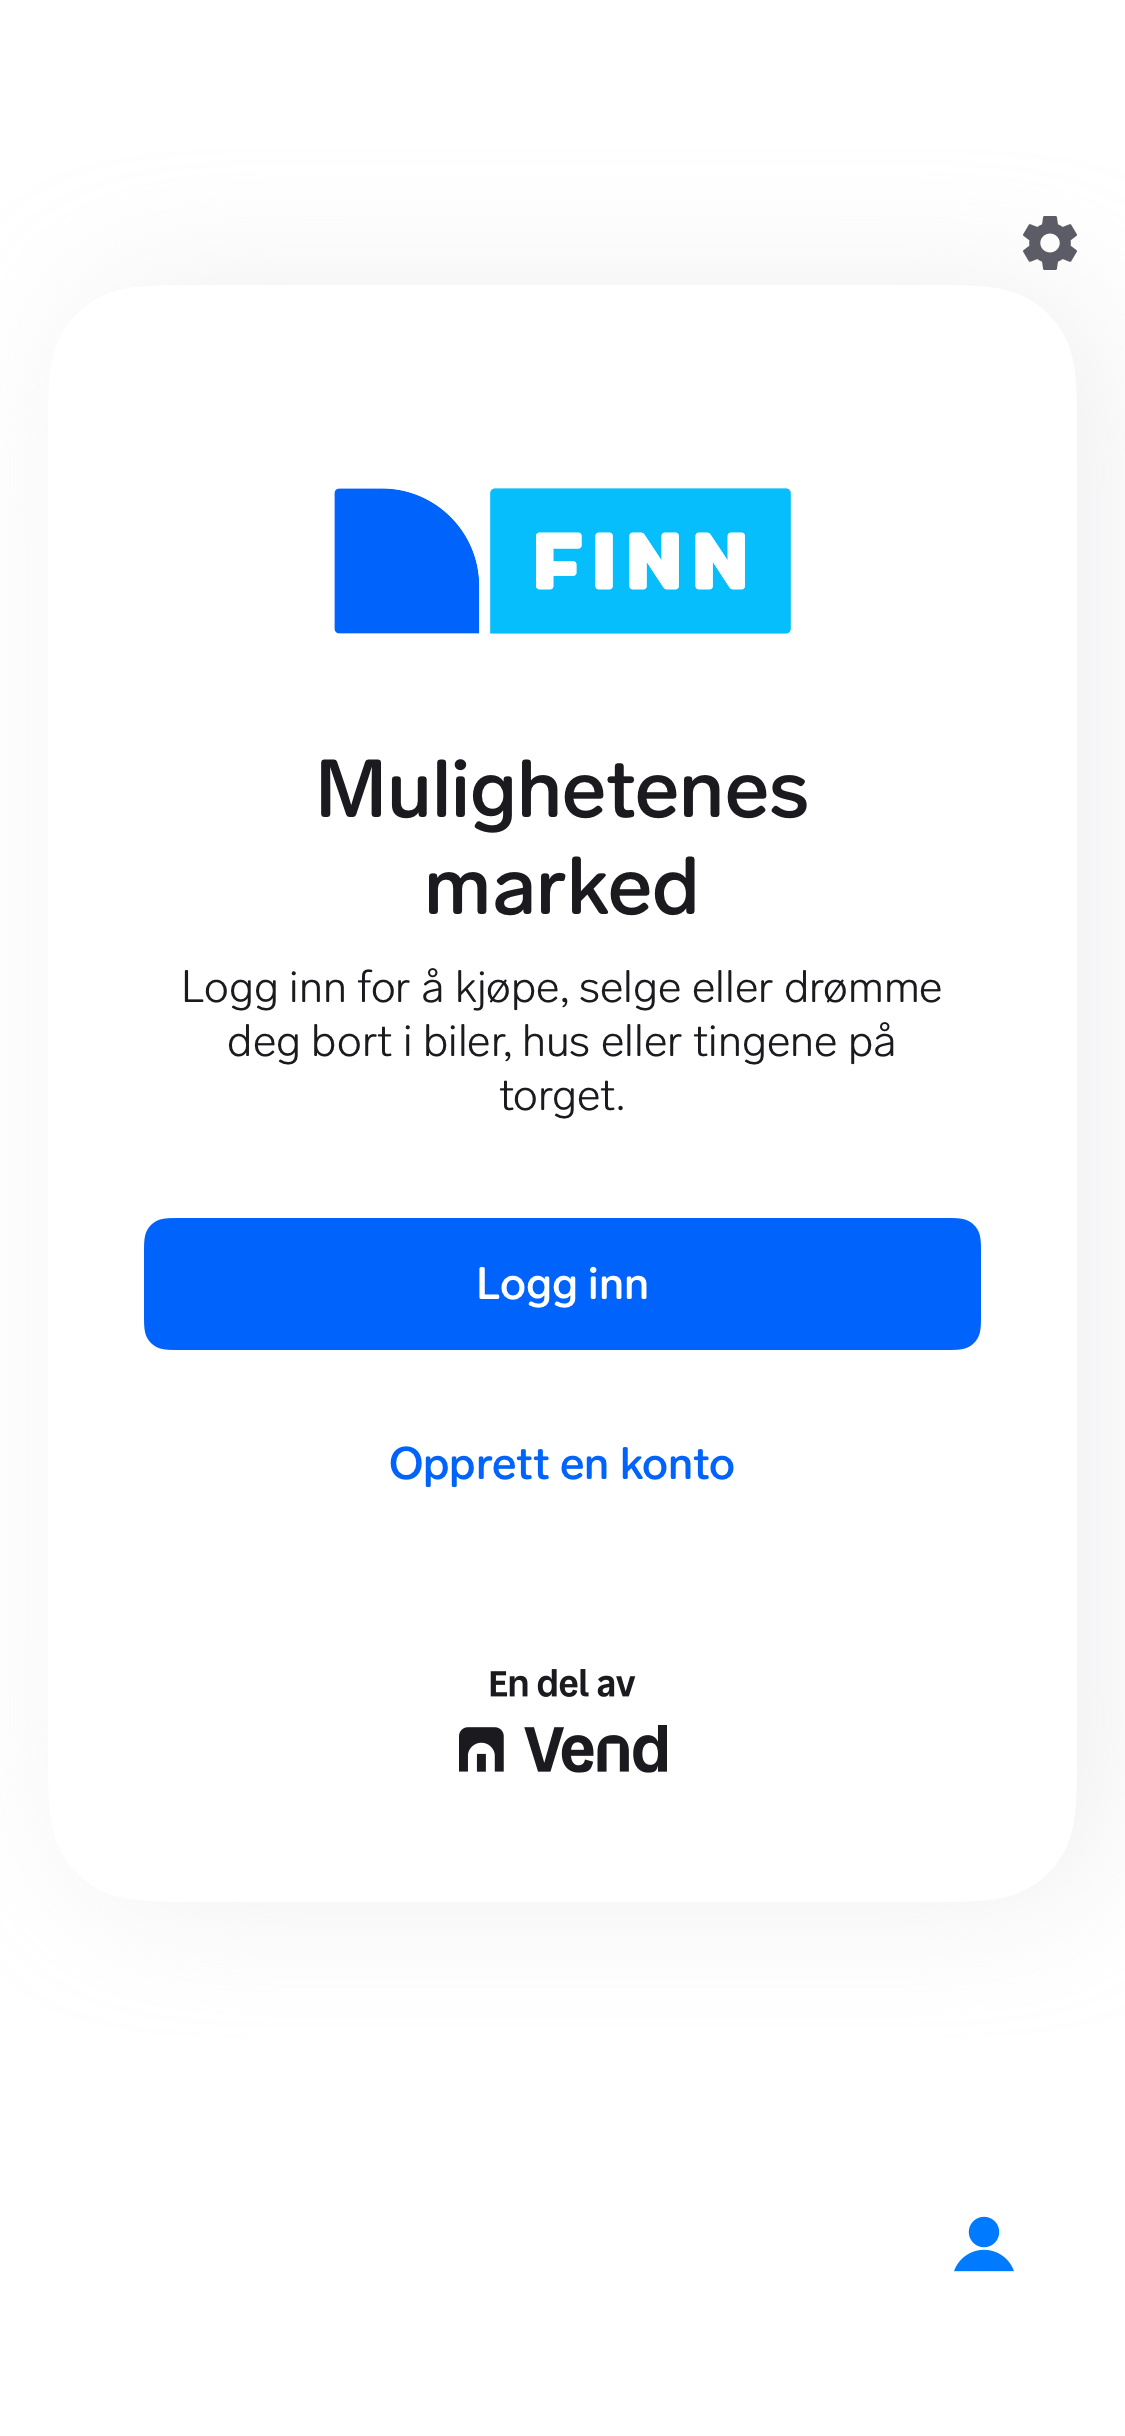 FINN
Mulighetenes
marked
Logg inn for å kjøpe, selge eller drømme
deg bort i biler, hus eller tingene på
torget.
Logg inn
Opprett en konto
En del av
Vend